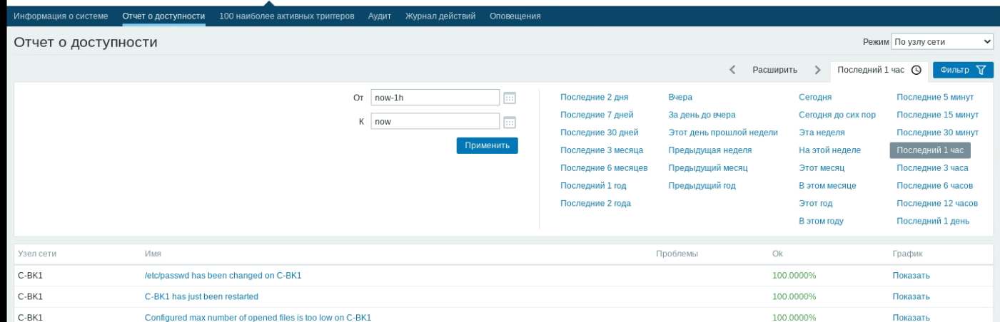 Информация о системе Отчет о доступности 100 наиболее активных триггеров Аудит Журнал действий Оповещения
Отчет о доступности Режим По узлу сети
Расширить Последний 1 час Фильтр
От now-1h
К now
Применить
Последние 2 дня Вчера Сегодня Последние 5 минут
Последние 7 дней За день до вчера Сегодня до сих пор Последние 15 минут
Последние 30 дней Этот день прошлой недели Эта неделя Последние 30 минут
Последние 3 месяца Предыдущая неделя На этой неделе Последний 1 час
Последние 6 месяцев Предыдущий месяц Этот месяц Последние 3 часа
Последний 1 год Предыдущий год В этом месяце Последние 6 часов
Последние 2 года Этот год Последние 12 часов
В этом году Последний 1 день
Узел сети Имя Проблемы Ok График
C-BK1 /etc/passwd has been changed on C-BK1 100.0000% Показать
C-BK1 C-BK1 has just been restarted 100.0000% Показать
C-BK1 Configured max number of opened files is too low on C-BK1 100.0000% Показать